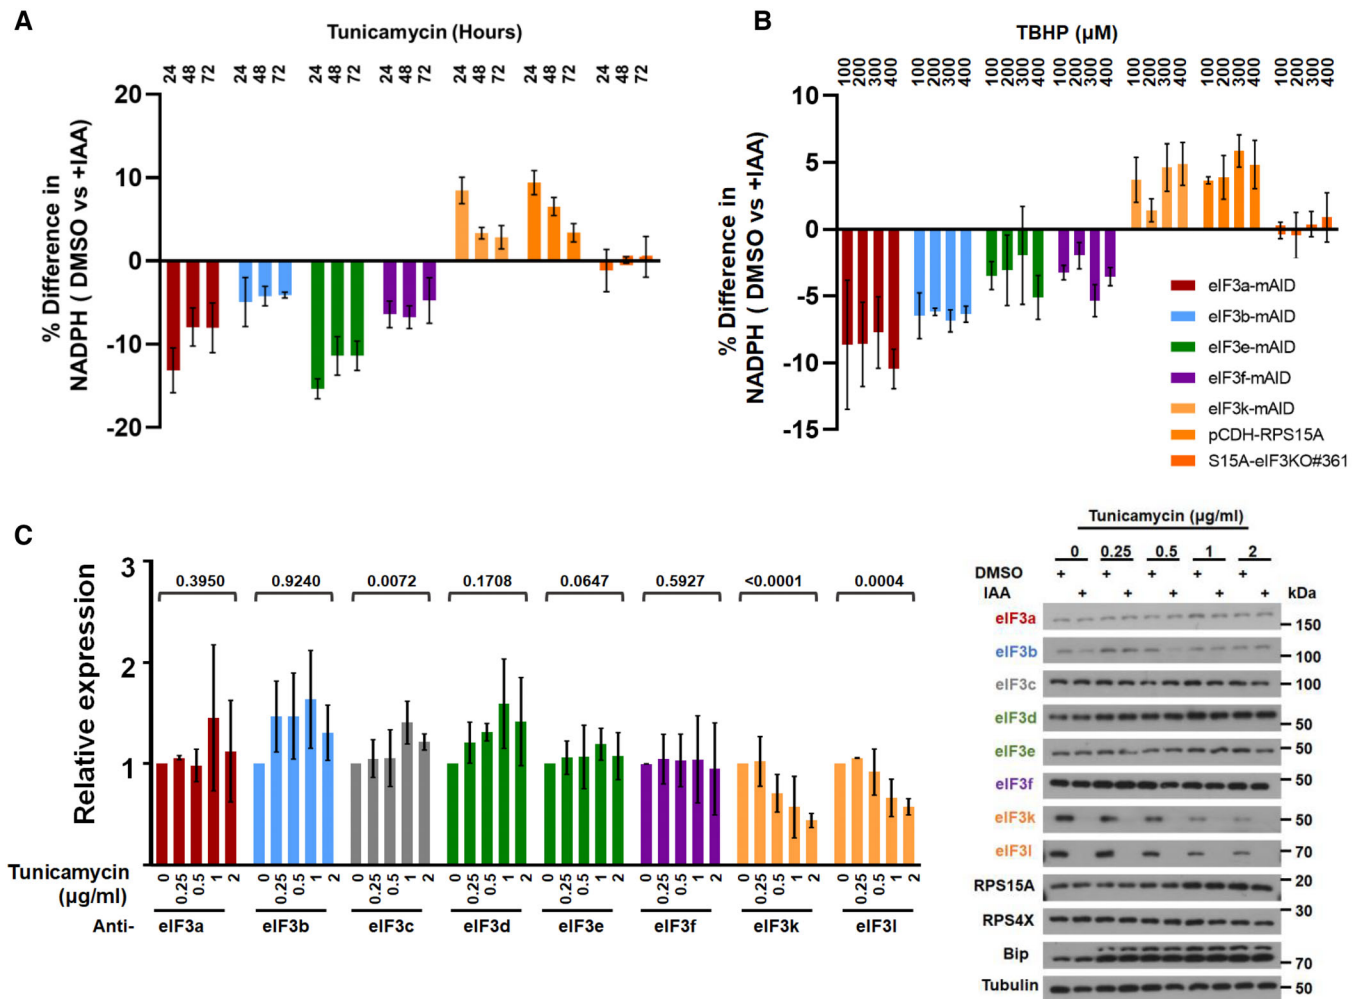 A
Tunicamycin (Hours)
24 48 72 24 48 72 24 48 72 24 48 72 24 48 72 24 48 72 24 48 72
20
10
0
-10
-20
% Difference in
NADPH ( DMSO vs +IAA)
B
TBHP (µM)
100 200 300 400 100 200 300 400 100 200 300 400 100 200 300 400 100 200 300 400 100 200 300 400 100 200 300 400
10
5
0
-5
-10
-15
% Difference in
NADPH ( DMSO vs +IAA)
eIF3a-mAID
eIF3b-mAID
eIF3e-mAID
eIF3f-mAID
eIF3k-mAID
pCDH-RPS15A
S15A-eIF3KO#361
C
Relative expression
3
2
1
0.3950 0.9240 0.0072 0.1708 0.0647 0.5927 <0.0001 0.0004
Tunicamycin
(µg/ml)
0 0.25 0.5 1 2 0 0.25 0.5 1 2 0 0.25 0.5 1 2 0 0.25 0.5 1 2 0 0.25 0.5 1 2 0 0.25 0.5 1 2 0 0.25 0.5 1 2 0 0.25 0.5 1 2
Anti- eIF3a eIF3b eIF3c eIF3d eIF3e eIF3f eIF3k eIF3l
Tunicamycin (µg/ml)
0 0.25 0.5 1 2
DMSO + + + + +
IAA + + + + + kDa
eIF3a 150
eIF3b 100
eIF3c 100
eIF3d 50
eIF3e 50
eIF3f 50
eIF3k 50
eIF3l 70
RPS15A 20
RPS4X 30
Bip 70
Tubulin 50